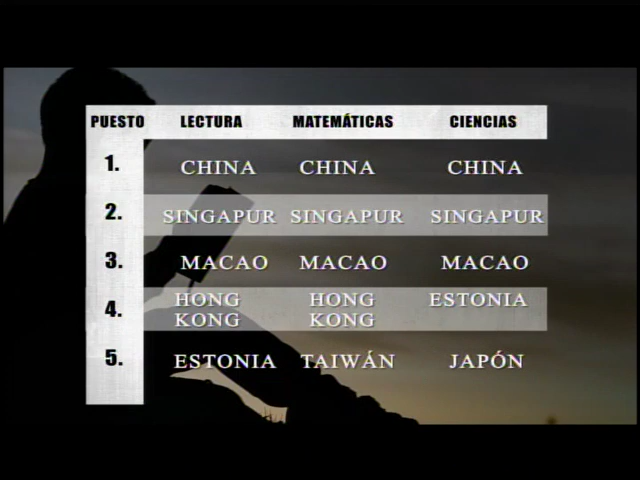 PUESTO LECTURA MATEMÁTICAS CIENCIAS
1. CHINA CHINA CHINA
2. SINGAPUR SINGAPUR SINGAPUR
3. MACAO MACAO MACAO
4. HONG KONG HONG KONG ESTONIA
5. ESTONIA TAIWÁN JAPÓN